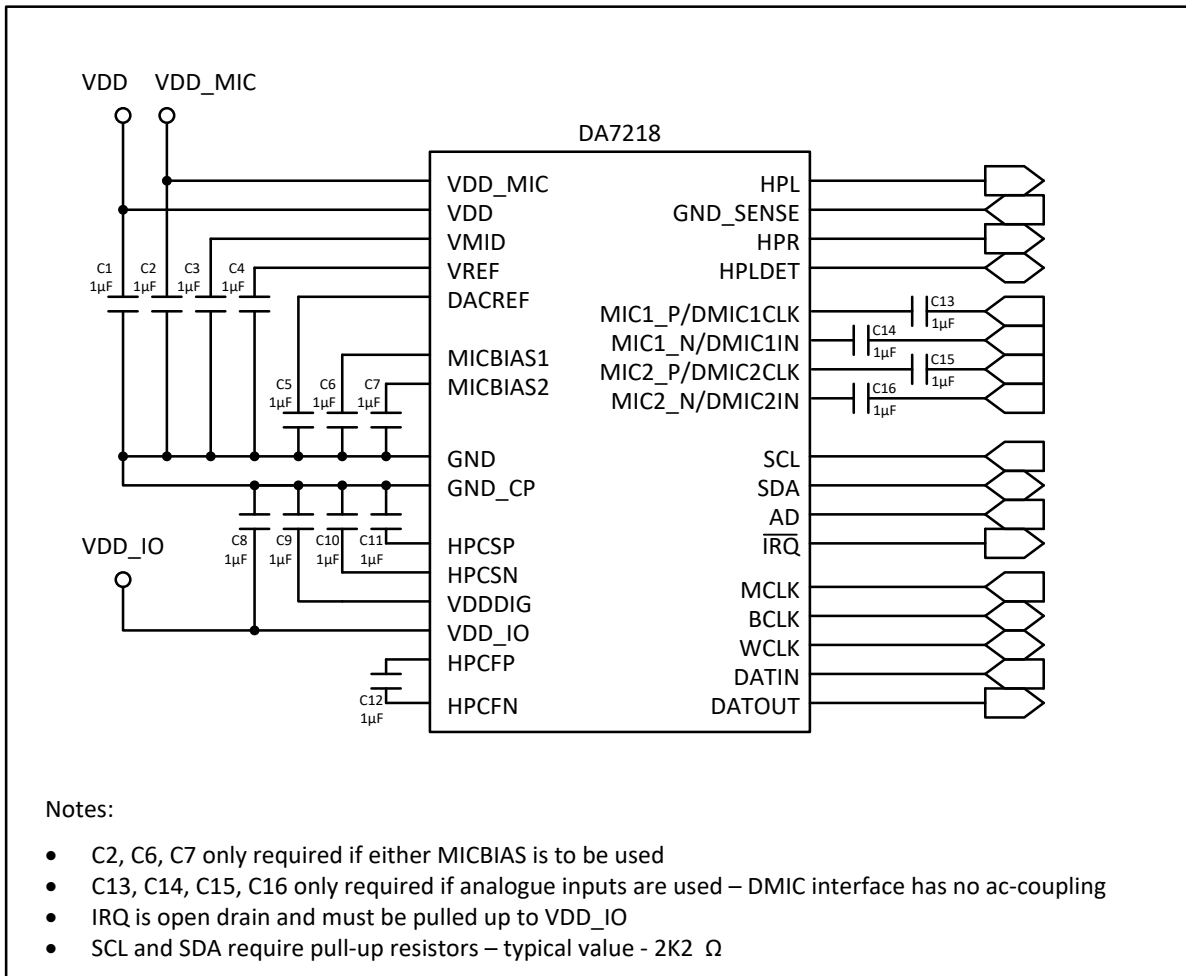 VDD VDD_MIC
DA7218
VDD_MIC
VDD
VMID
VREF
DACREF
MICBIAS1
MICBIAS2
GND
GND_CP
HPCSP
HPCSN
VDDDIG
VDD_IO
HPCFP
HPCFN
HPL
GND_SENSE
HPR
HPLDET
MIC1_P/DMIC1CLK
MIC1_N/DMIC1IN
MIC2_P/DMIC2CLK
MIC2_N/DMIC2IN
SCL
SDA
AD
IRQ
MCLK
BCLK
WCLK
DATIN
DATOUT
C1
1µF
C2
1µF
C3
1µF
C4
1µF
C5
1µF
C6
1µF
C7
1µF
VDD_IO
C8
1µF
C9
1µF
C10
1µF
C11
1µF
C12
1µF
C13
1µF
C14
1µF
C15
1µF
C16
1µF
Notes:
• C2, C6, C7 only required if either MICBIAS is to be used
• C13, C14, C15, C16 only required if analogue inputs are used – DMIC interface has no ac-coupling
• IRQ is open drain and must be pulled up to VDD_IO
• SCL and SDA require pull-up resistors – typical value - 2K2 Ω